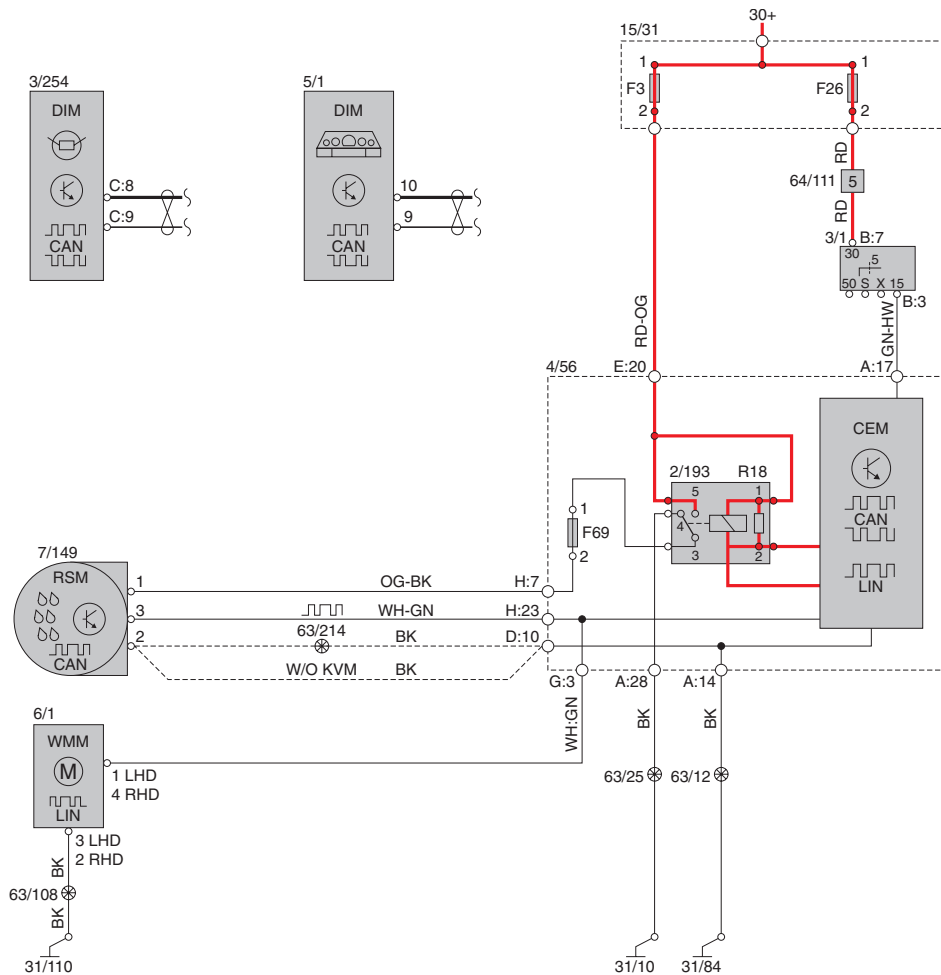 30+
15/31
1 1
F3 F26
2 2
3/254
DIM
C:8
C:9
CAN
5/1
DIM
10
9
CAN
RD
64/111 5
RD
3/1 B:7
30
.5
50 S X 15
B:3
RD-OG
GN-HW
4/56 E:20 A:17
CEM
CAN
LIN
2/193 R18
5 1
4
3 2
1
F69
2
7/149
RSM
CAN
1 OG-BK H:7
3 WH-GN H:23
63/214
2 BK D:10
W/O KVM BK
G:3 A:28 A:14
WH:GN
BK
BK
6/1
WMM
M
LIN
1 LHD
4 RHD
63/25 63/12
3 LHD
2 RHD
BK
63/108
BK
31/110
31/10 31/84